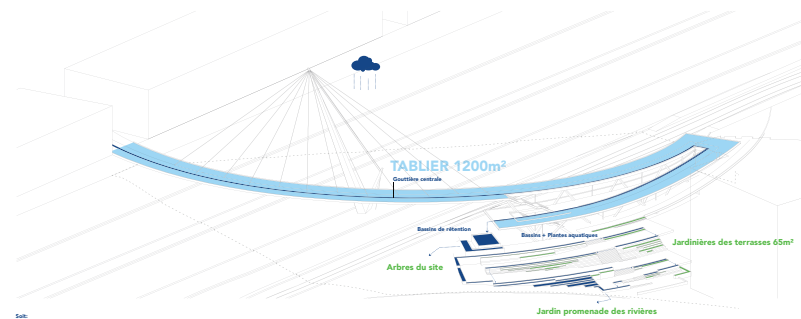 TABLIER 1200m²
Gouttière centrale
Bassins de rétention
Bassins + Plantes aquatiques
Jardinières des terrasses 65m²
Arbres du site
Jardin promenade des rivières
Soit: